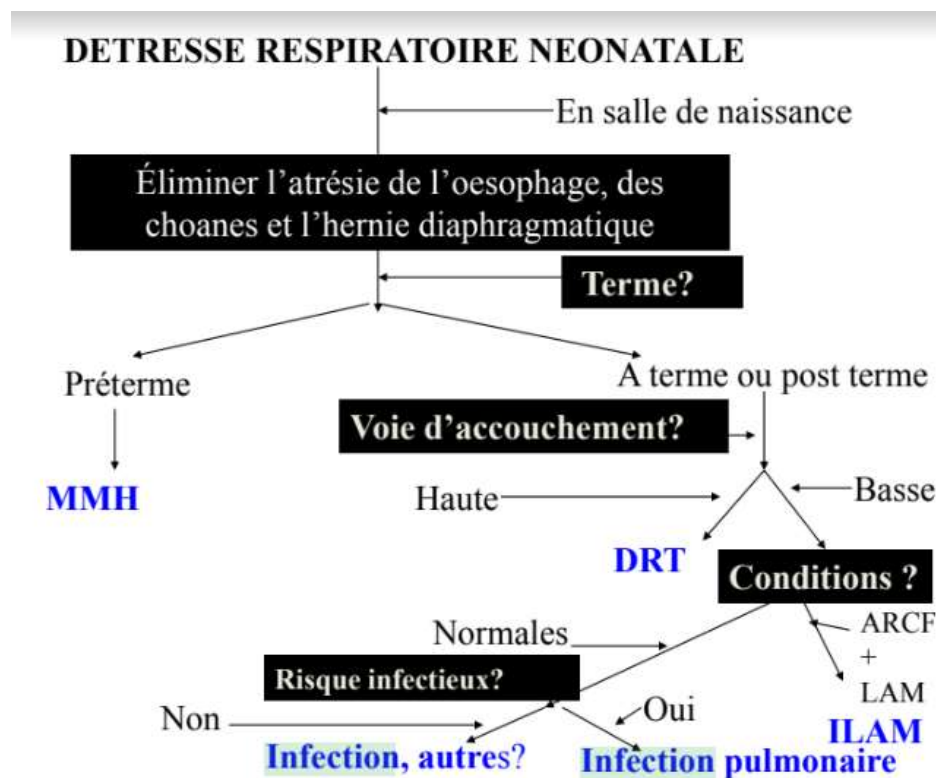 DETRESSE RESPIRATOIRE NEONATALE
En salle de naissance
Éliminer l’atrésie de l’oesophage, des
choanes et l’hernie diaphragmatique
Terme?
Préterme
A terme ou post terme
Voie d’accouchement?
MMH
Haute
Basse
DRT
Conditions ?
Normales
ARCF
+
LAM
Risque infectieux?
Non
Oui
ILAM
Infection, autres?
Infection pulmonaire